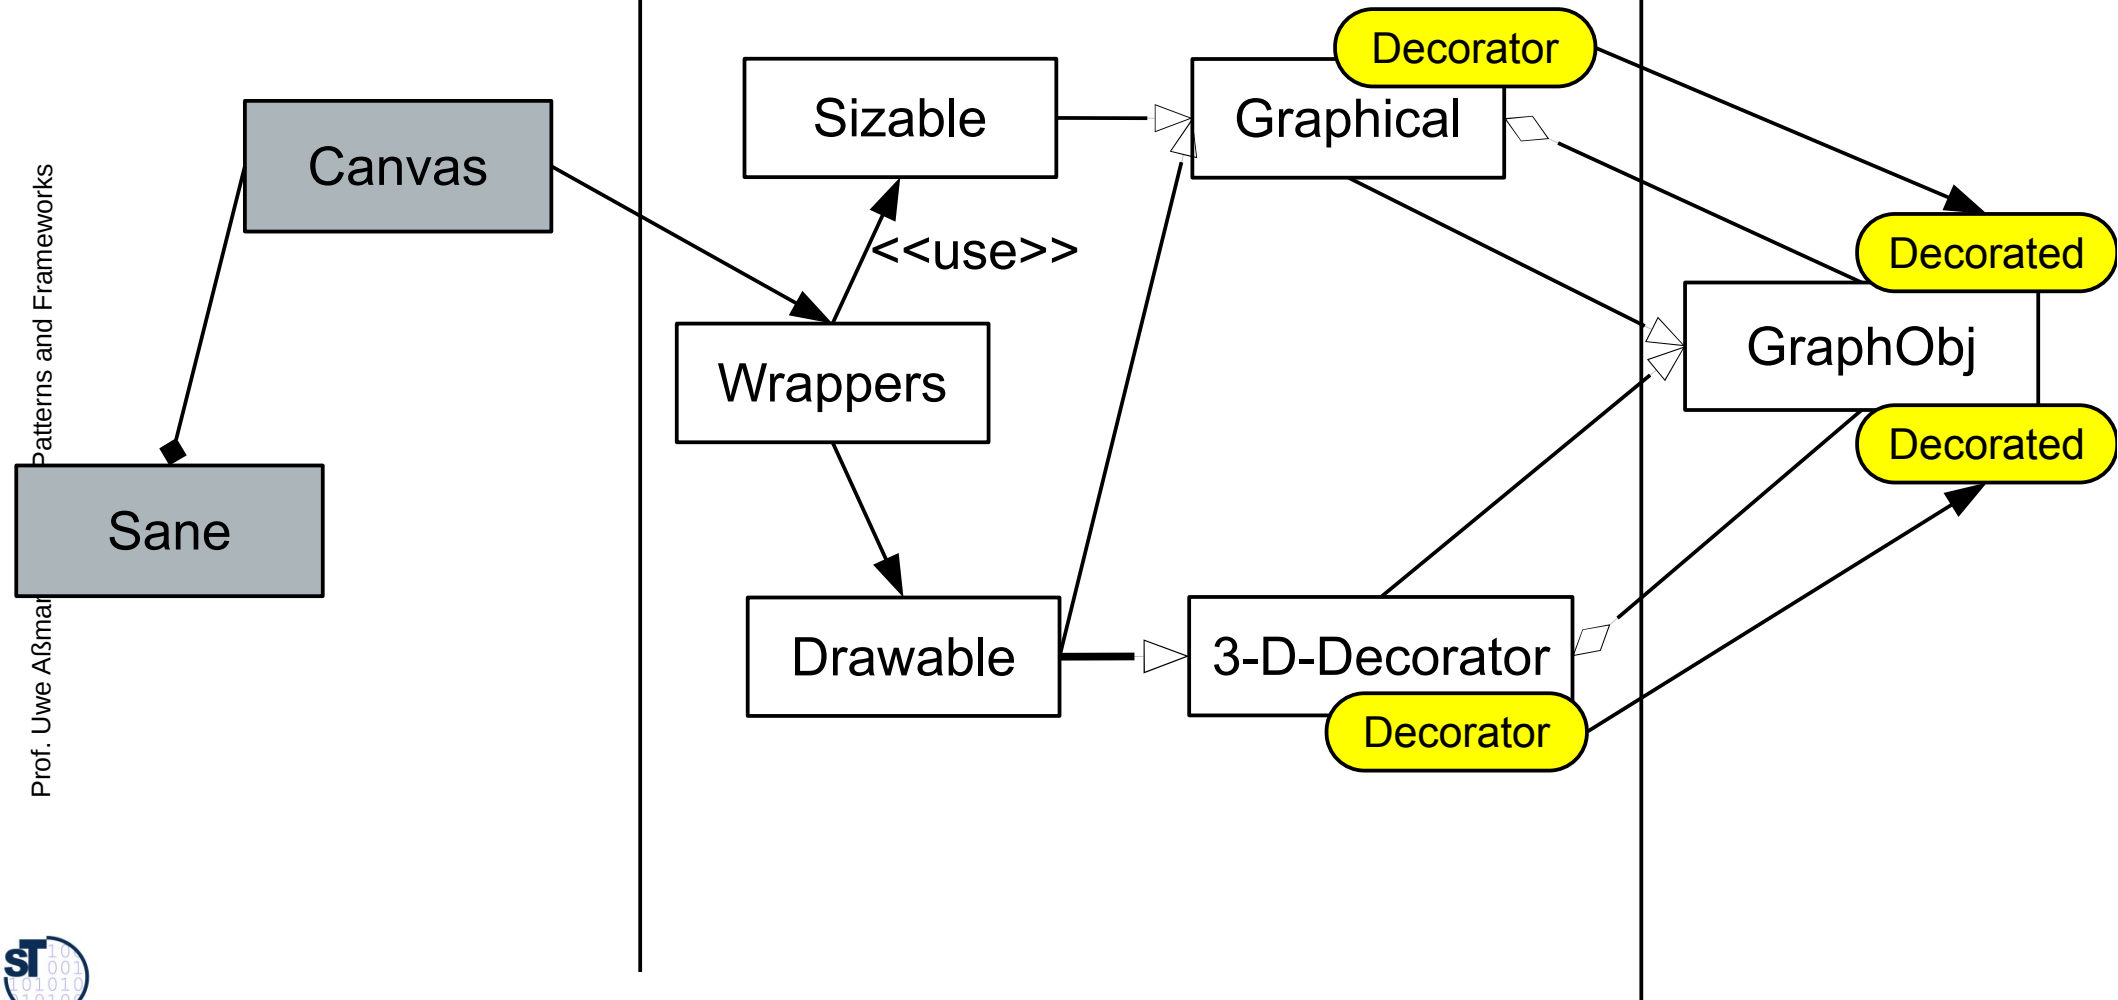 Decorator
Sizable
Graphical
Canvas
<<use>>
Decorated
GraphObj
Wrappers
Decorated
Sane
Drawable
3-D-Decorator
Decorator
Prof. Uwe Aßmann Patterns and Frameworks
ST